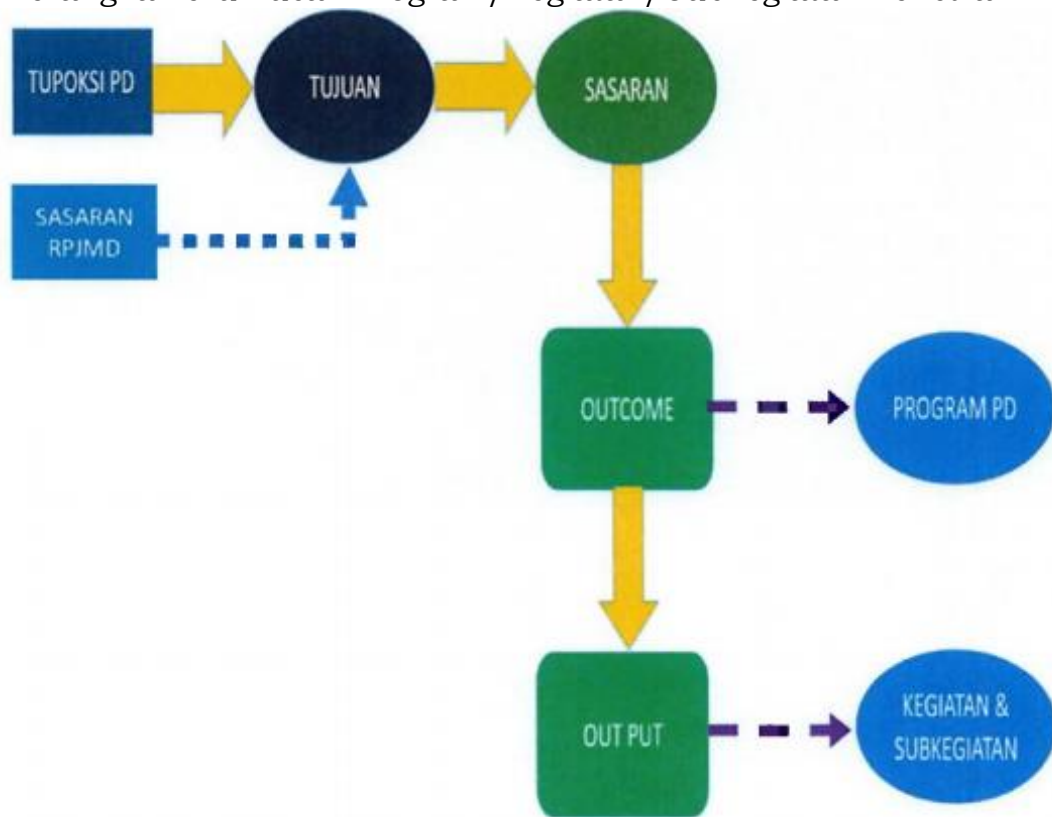 TUPOKSI PD
TUJUAN
SASARAN
SASARAN
RPJMD
OUTCOME
PROGRAM PD
OUT PUT
KEGIATAN &
SUBKEGIATAN